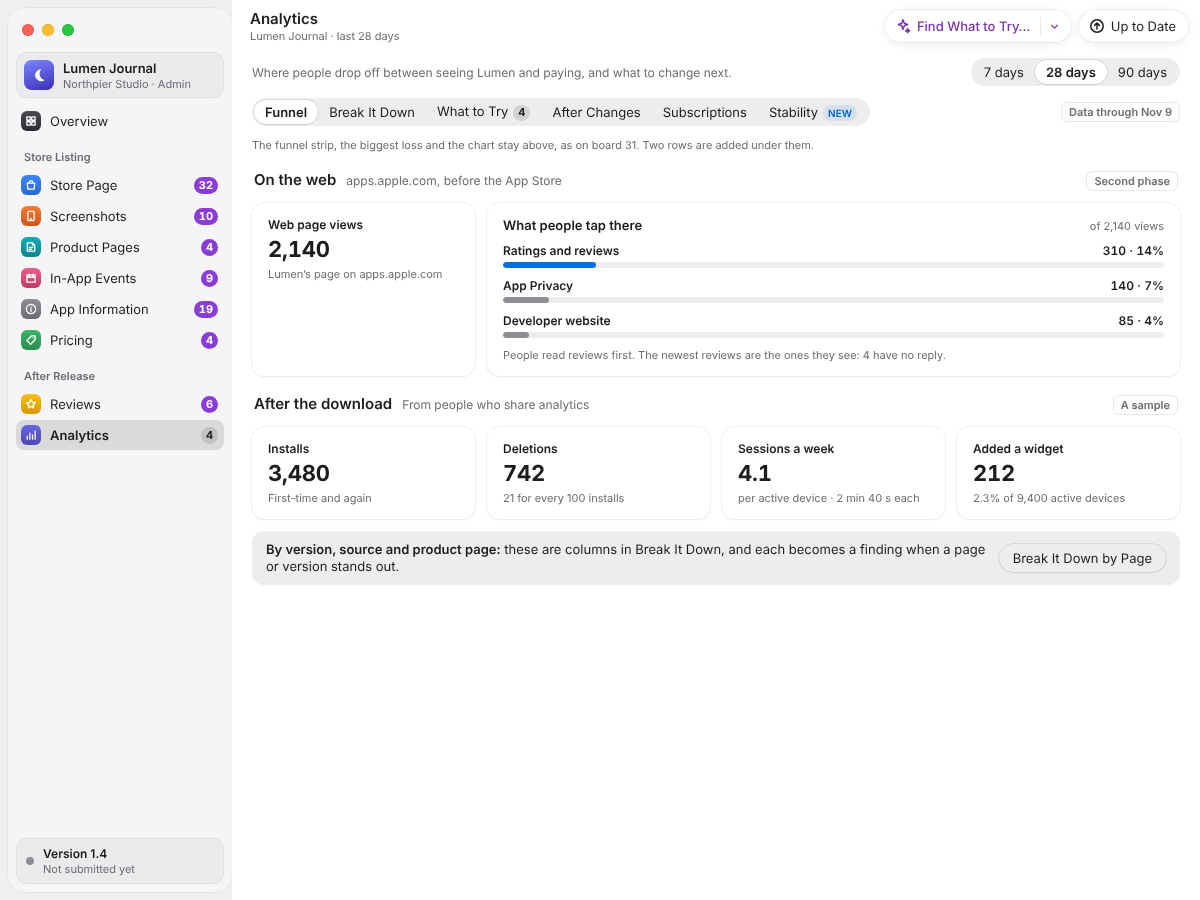 Lumen Journal
Northpier Studio · Admin
Overview
Store Listing
Store Page 32
Screenshots 10
Product Pages 4
In-App Events 9
App Information 19
Pricing 4
After Release
Reviews 6
Analytics 4
Version 1.4
Not submitted yet
Analytics
Lumen Journal · last 28 days
Find What to Try...
Up to Date
Where people drop off between seeing Lumen and paying, and what to change next.
7 days 28 days 90 days
Funnel Break It Down What to Try 4 After Changes Subscriptions Stability NEW
Data through Nov 9
The funnel strip, the biggest loss and the chart stay above, as on board 31. Two rows are added under them.
On the web apps.apple.com, before the App Store
Second phase
Web page views
2,140
Lumen's page on apps.apple.com
What people tap there
of 2,140 views
Ratings and reviews 310 · 14%
App Privacy 140 · 7%
Developer website 85 · 4%
People read reviews first. The newest reviews are the ones they see: 4 have no reply.
After the download From people who share analytics
A sample
Installs
3,480
First-time and again
Deletions
742
21 for every 100 installs
Sessions a week
4.1
per active device · 2 min 40 s each
Added a widget
212
2.3% of 9,400 active devices
By version, source and product page: these are columns in Break It Down, and each becomes a finding when a page
or version stands out.
Break It Down by Page